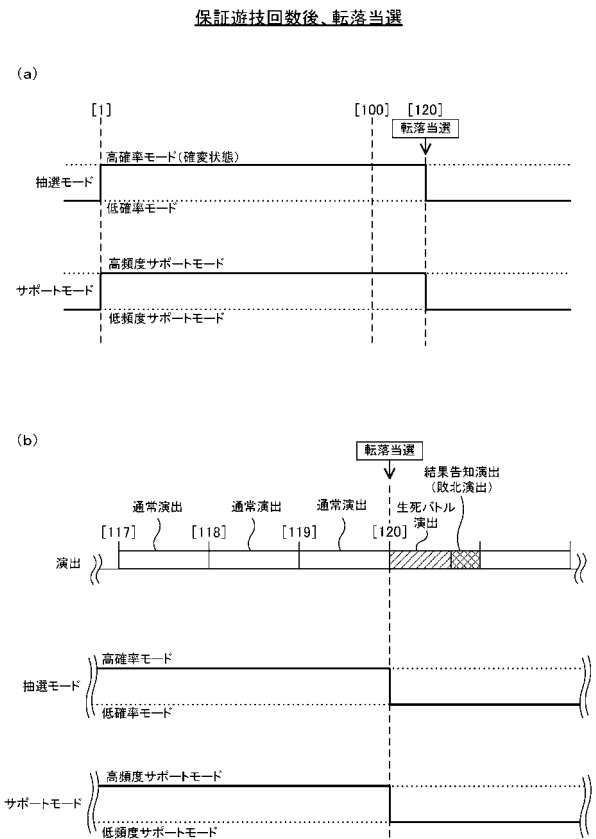 保証遊技回数後、転落当選
(a)
[1]
[100]
[120]
転落当選
高確率モード(確変状態)
抽選モード
低確率モード
高頻度サポートモード
サポートモード
低頻度サポートモード
(b)
転落当選
結果告知演出
(敗北演出)
通常演出
通常演出
通常演出
生死バトル
演出
[117]
[118]
[119]
[120]
演出
高確率モード
抽選モード
低確率モード
高頻度サポートモード
サポートモード
低頻度サポートモード